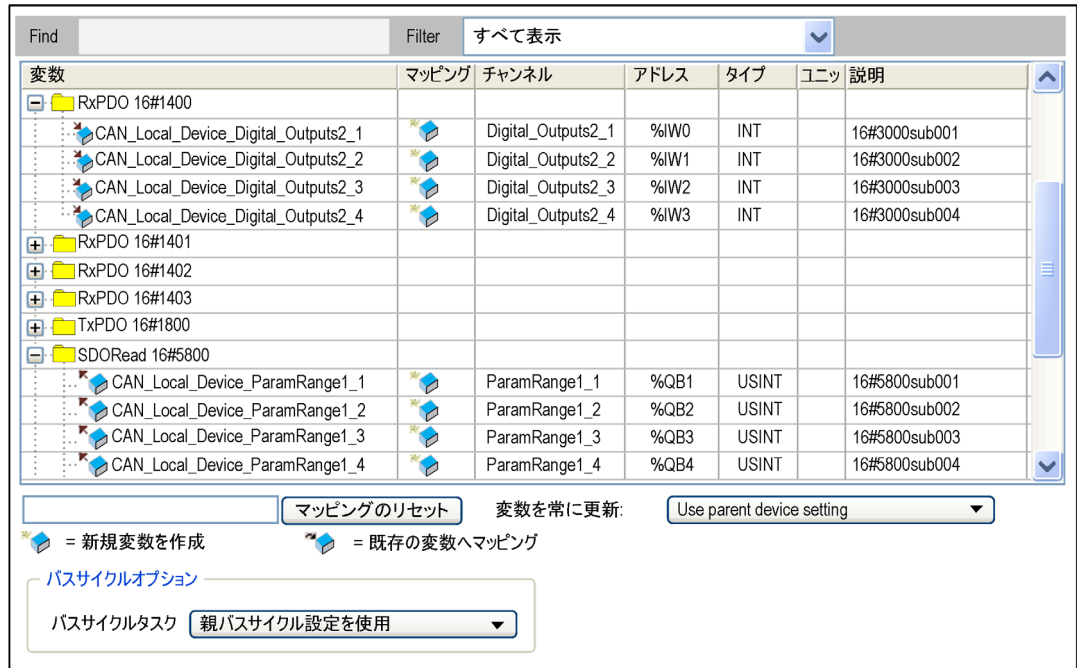 Find Filter すべて表示
変数 マッピング チャンネル アドレス タイプ ユニッ 説明
RxPDO 16#1400
CAN_Local_Device_Digital_Outputs2_1 Digital_Outputs2_1 %IW0 INT 16#3000sub001
CAN_Local_Device_Digital_Outputs2_2 Digital_Outputs2_2 %IW1 INT 16#3000sub002
CAN_Local_Device_Digital_Outputs2_3 Digital_Outputs2_3 %IW2 INT 16#3000sub003
CAN_Local_Device_Digital_Outputs2_4 Digital_Outputs2_4 %IW3 INT 16#3000sub004
RxPDO 16#1401
RxPDO 16#1402
RxPDO 16#1403
TxPDO 16#1800
SDORead 16#5800
CAN_Local_Device_ParamRange1_1 ParamRange1_1 %QB1 USINT 16#5800sub001
CAN_Local_Device_ParamRange1_2 ParamRange1_2 %QB2 USINT 16#5800sub002
CAN_Local_Device_ParamRange1_3 ParamRange1_3 %QB3 USINT 16#5800sub003
CAN_Local_Device_ParamRange1_4 ParamRange1_4 %QB4 USINT 16#5800sub004
マッピングのリセット 変数を常に更新: Use parent device setting
= 新規変数を作成 = 既存の変数へマッピング
バスサイクルオプション
バスサイクルタスク 親バスサイクル設定を使用